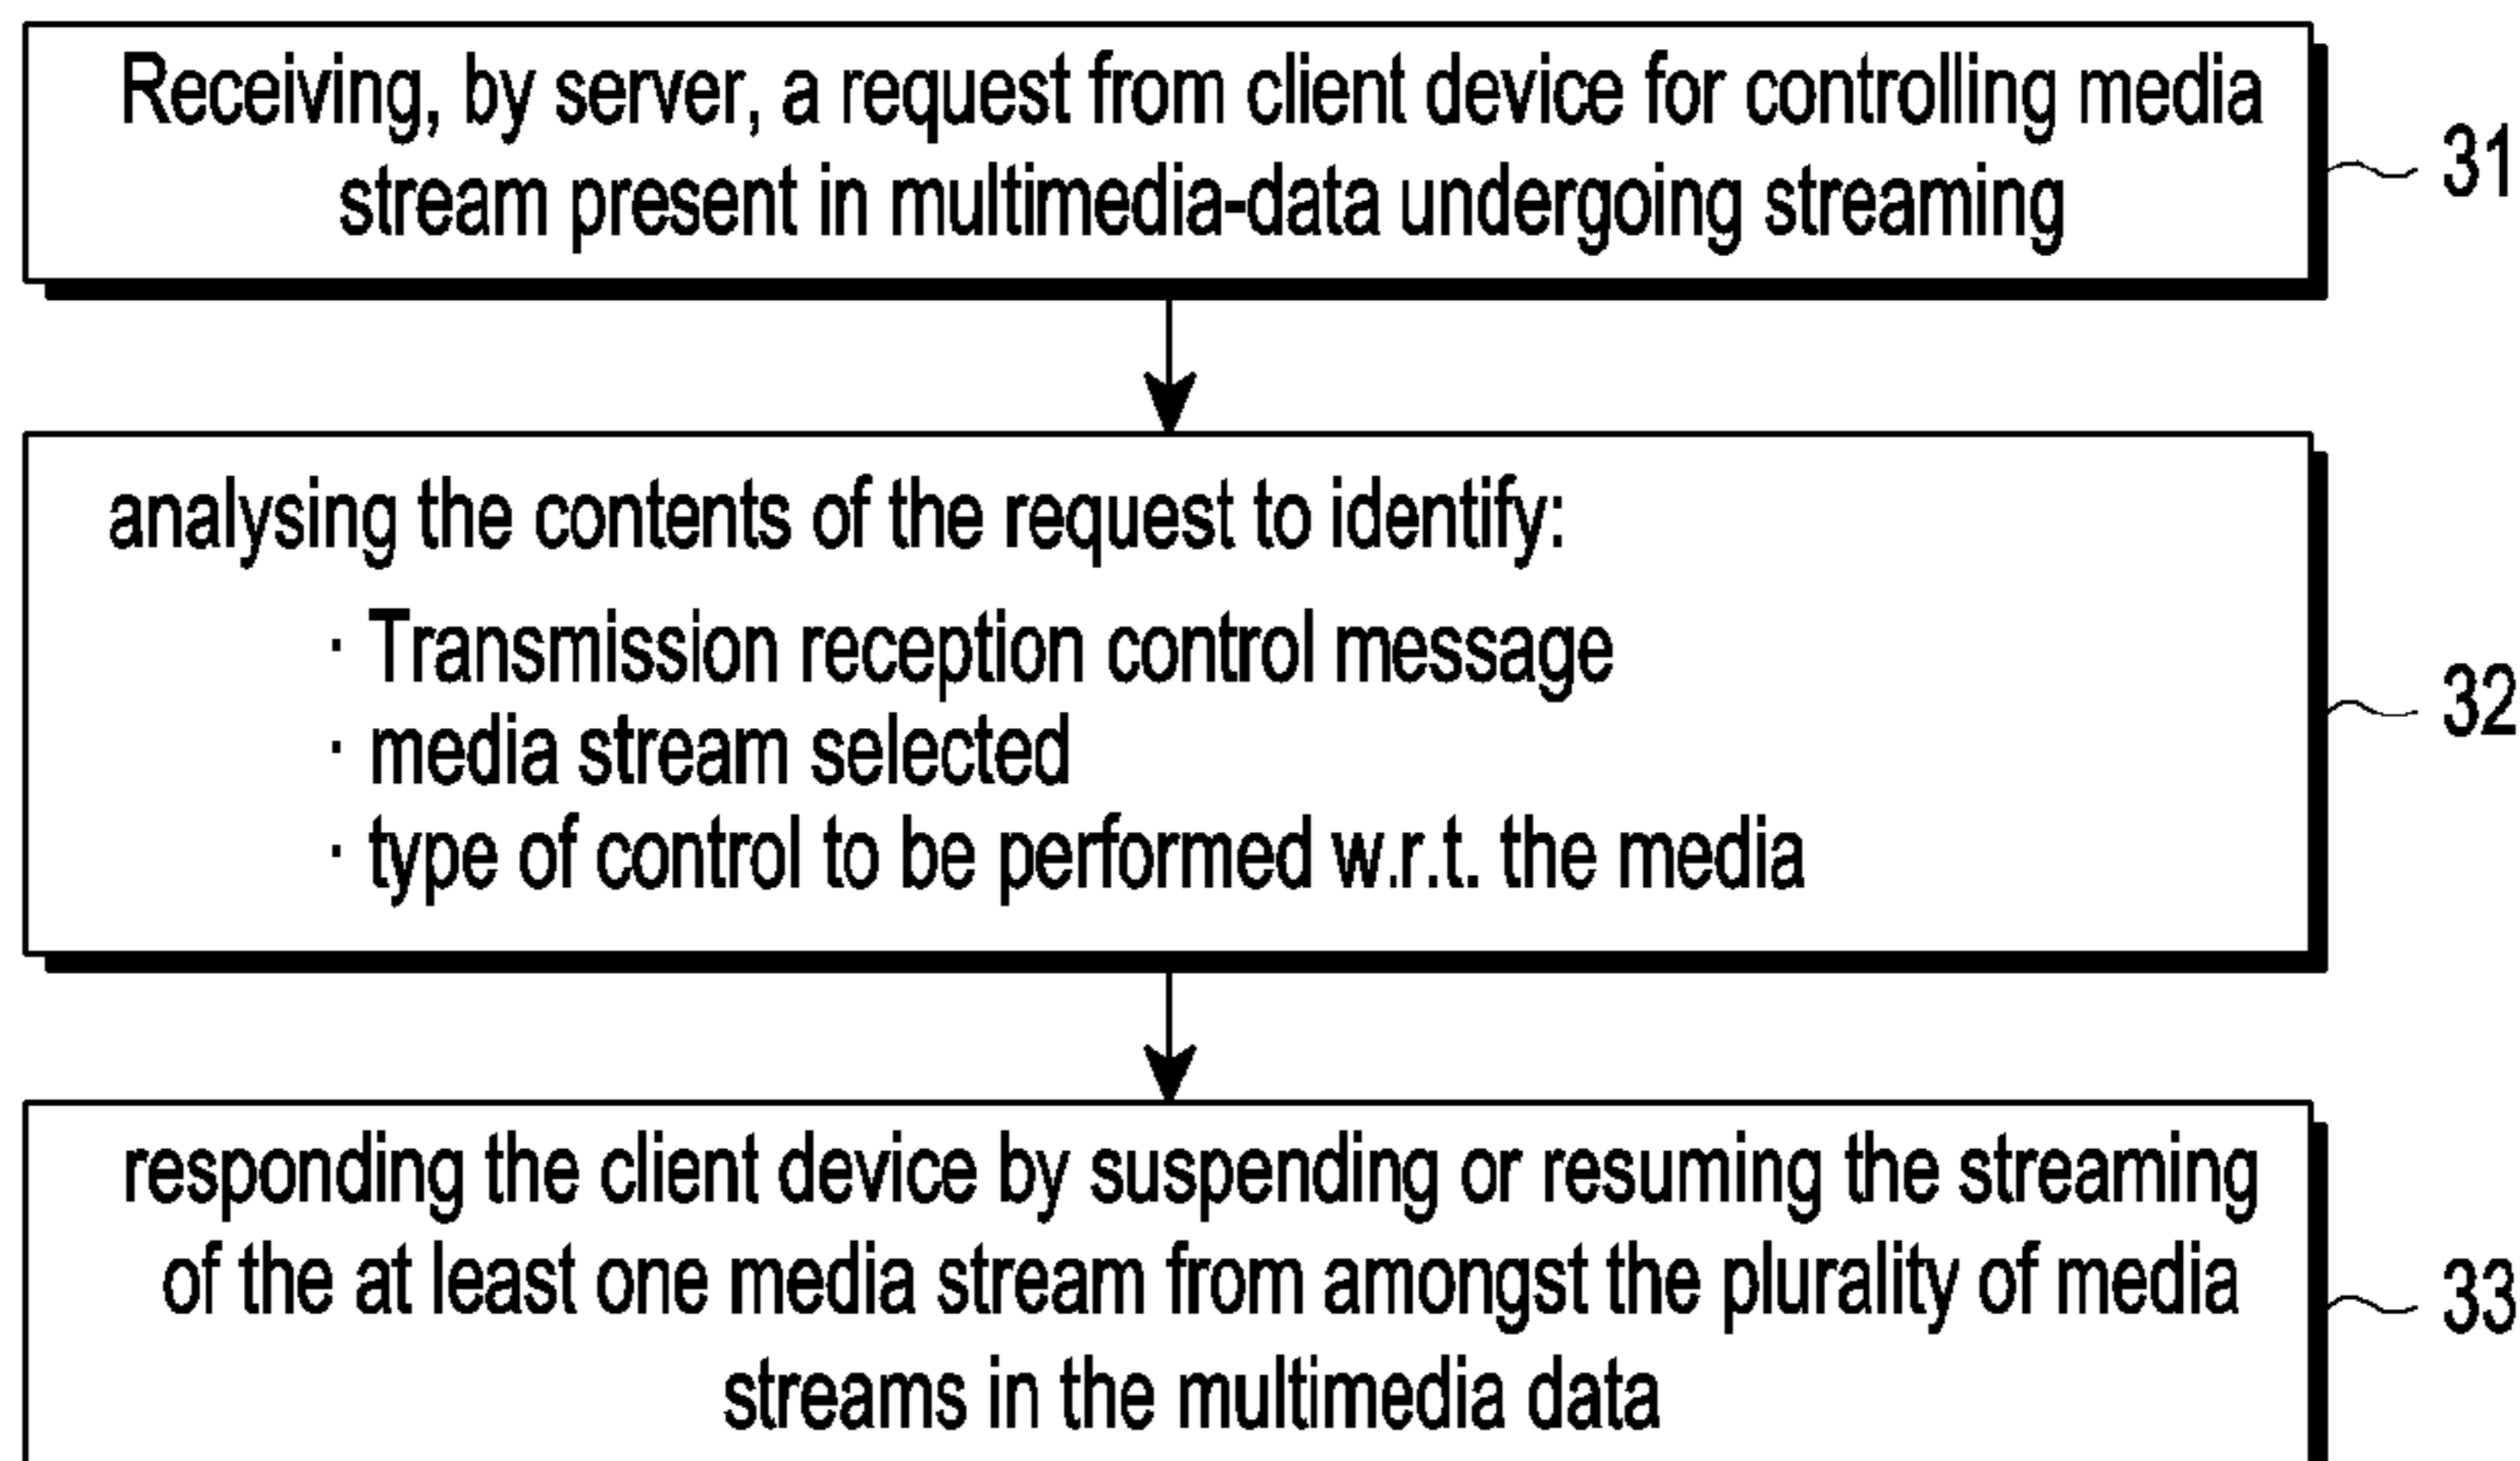 Receiving, by server, a request from client device for controlling media
stream present in multimedia-data undergoing streaming
31
analysing the contents of the request to identify:
· Transmission reception control message
· media stream selected
· type of control to be performed w.r.t. the media
32
responding the client device by suspending or resuming the streaming
of the at least one media stream from amongst the plurality of media
streams in the multimedia data
33